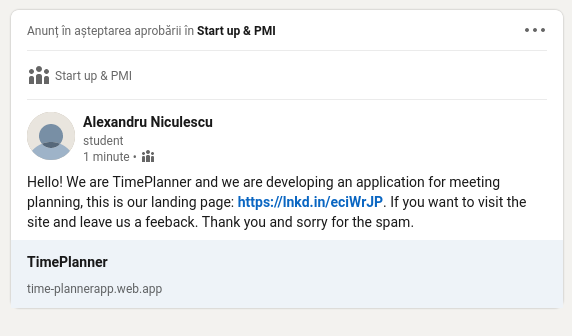 Anunț în așteptarea aprobării în Start up & PMI
Start up & PMI
Alexandru Niculescu
student
1 minute •
Hello! We are TimePlanner and we are developing an application for meeting
planning, this is our landing page: https://lnkd.in/eciWrJP. If you want to visit the
site and leave us a feeback. Thank you and sorry for the spam.
TimePlanner
time-plannerapp.web.app